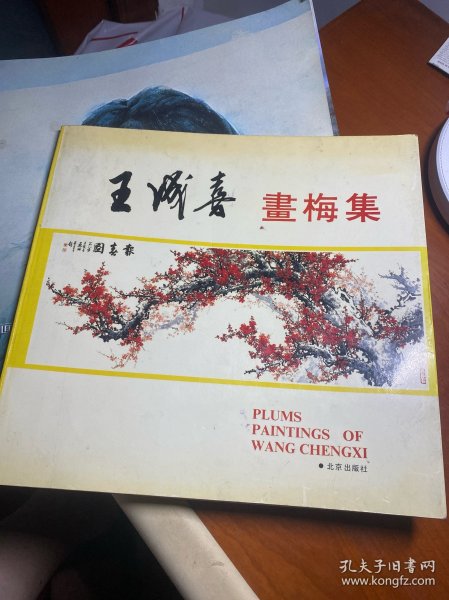 王成喜 畫梅集
報春圖
PLUMS
PAINTINGS OF
WANG CHENGXI
●北京出版社
孔夫子旧书网
www.kongfz.com